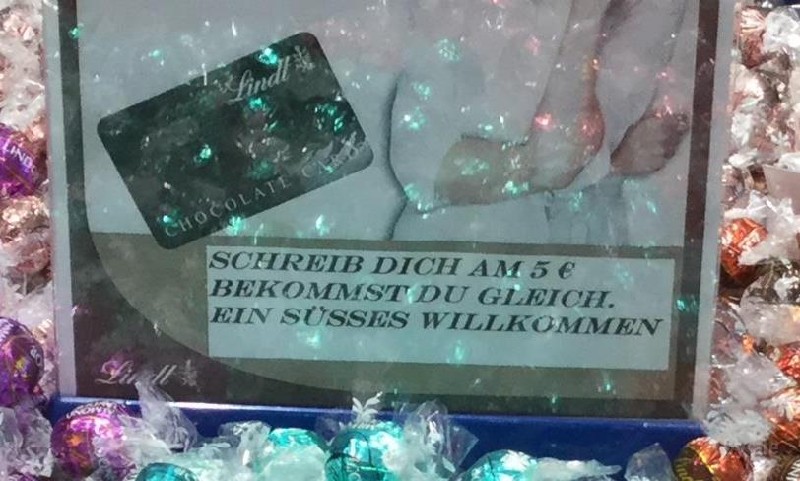 Lindt
CHOCOLATE CARD
SCHREIB DICH AM 5 €
BEKOMMST DU GLEICH.
EIN SÜSSES WILLKOMMEN
Lindt